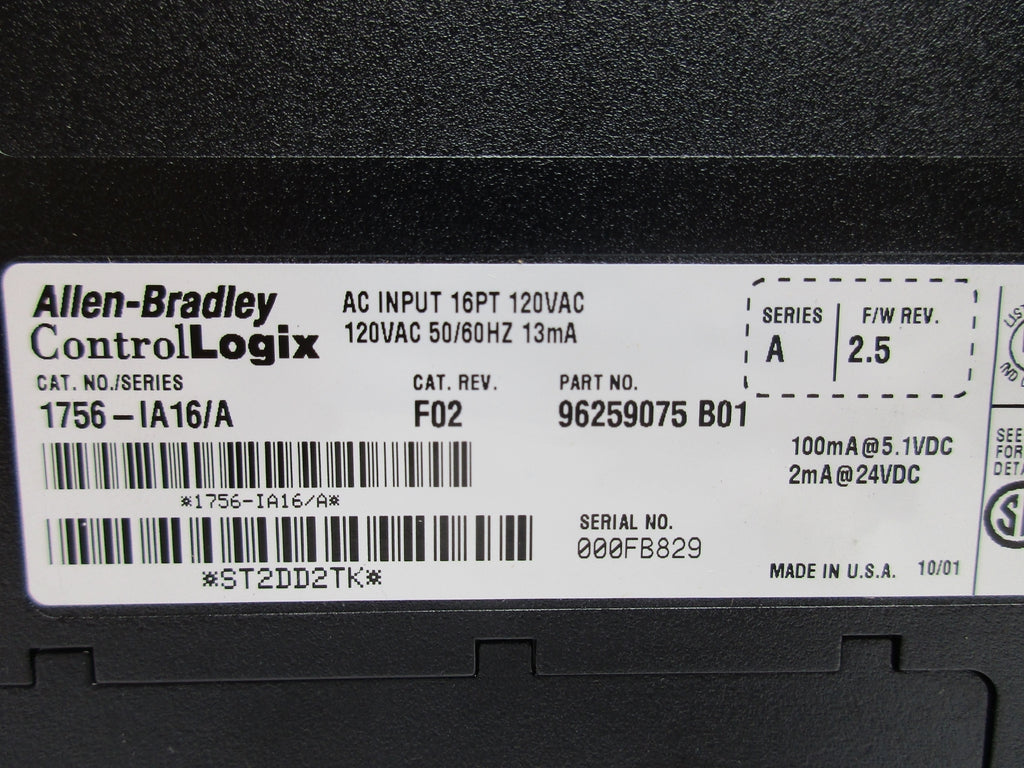 Allen-Bradley
ControlLogix
AC INPUT 16PT 120VAC
120VAC 50/60HZ 13mA
SERIES
A
F/W REV.
2.5
CAT. NO./SERIES
1756-IA16/A
CAT. REV.
F02
PART NO.
96259075 B01
100mA@5.1VDC
2mA@24VDC
*1756-IA16/A*
*ST2DD2TK*
SERIAL NO.
000FB829
MADE IN U.S.A. 10/01
SEE
FOR